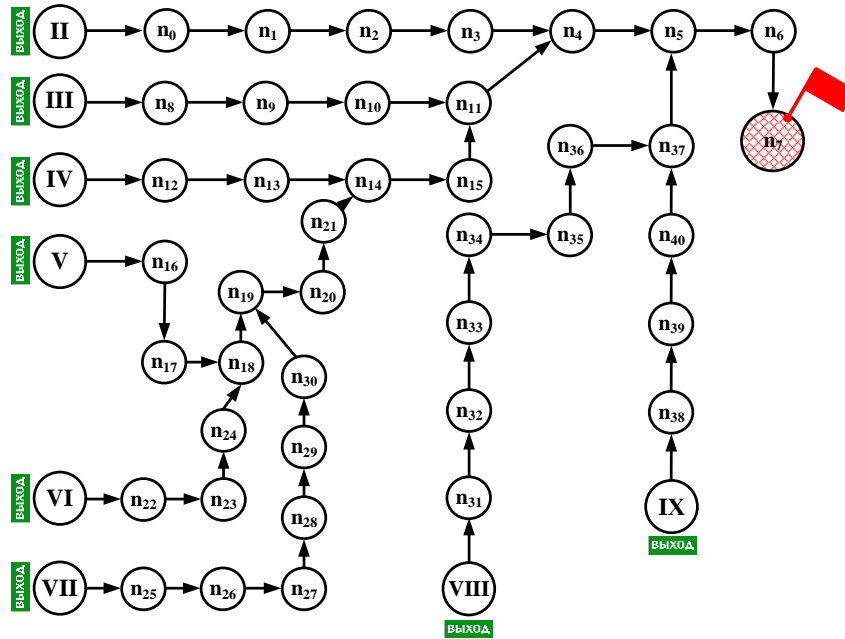 ВЫХОД II n0 n1 n2 n3 n4 n5 n6
ВЫХОД III n8 n9 n10 n11
n36 n37 n7
ВЫХОД IV n12 n13 n14 n15
n21
n34 n35 n40
ВЫХОД V n16
n19 n20
n33 n39
n17 n18 n30
n32 n38
n24
n29
ВЫХОД VI n22 n23 n31 IX
n28
ВЫХОД
ВЫХОД VII n25 n26 n27 VIII
ВЫХОД